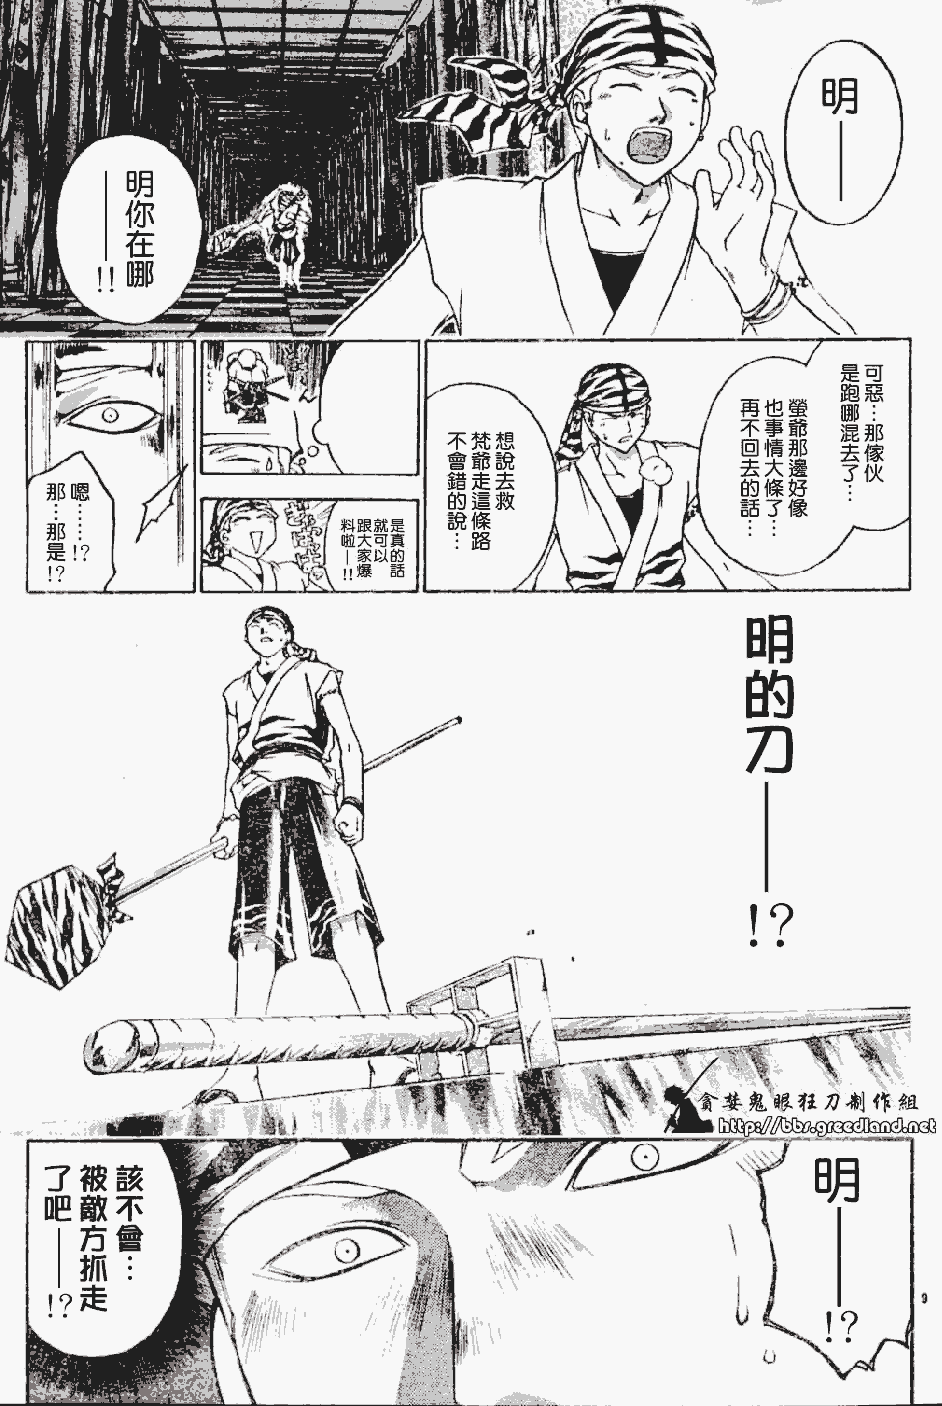 明——
明你在哪
——!!
可惡…那傢伙
是跑哪混去了…
螢爺那邊好像
也事情大條了…
再不回去的話…
想說去救
梵爺走這條路
不會錯的說…
是真的話
就可以
跟大家爆
料啦—!!
嗯……!?
那…那是!?
明的刀——!?
貪婪鬼眼狂刀制作組
http://bbs.greedland.net
明——!?
該不會…
被敵方抓走
了吧——!?
9